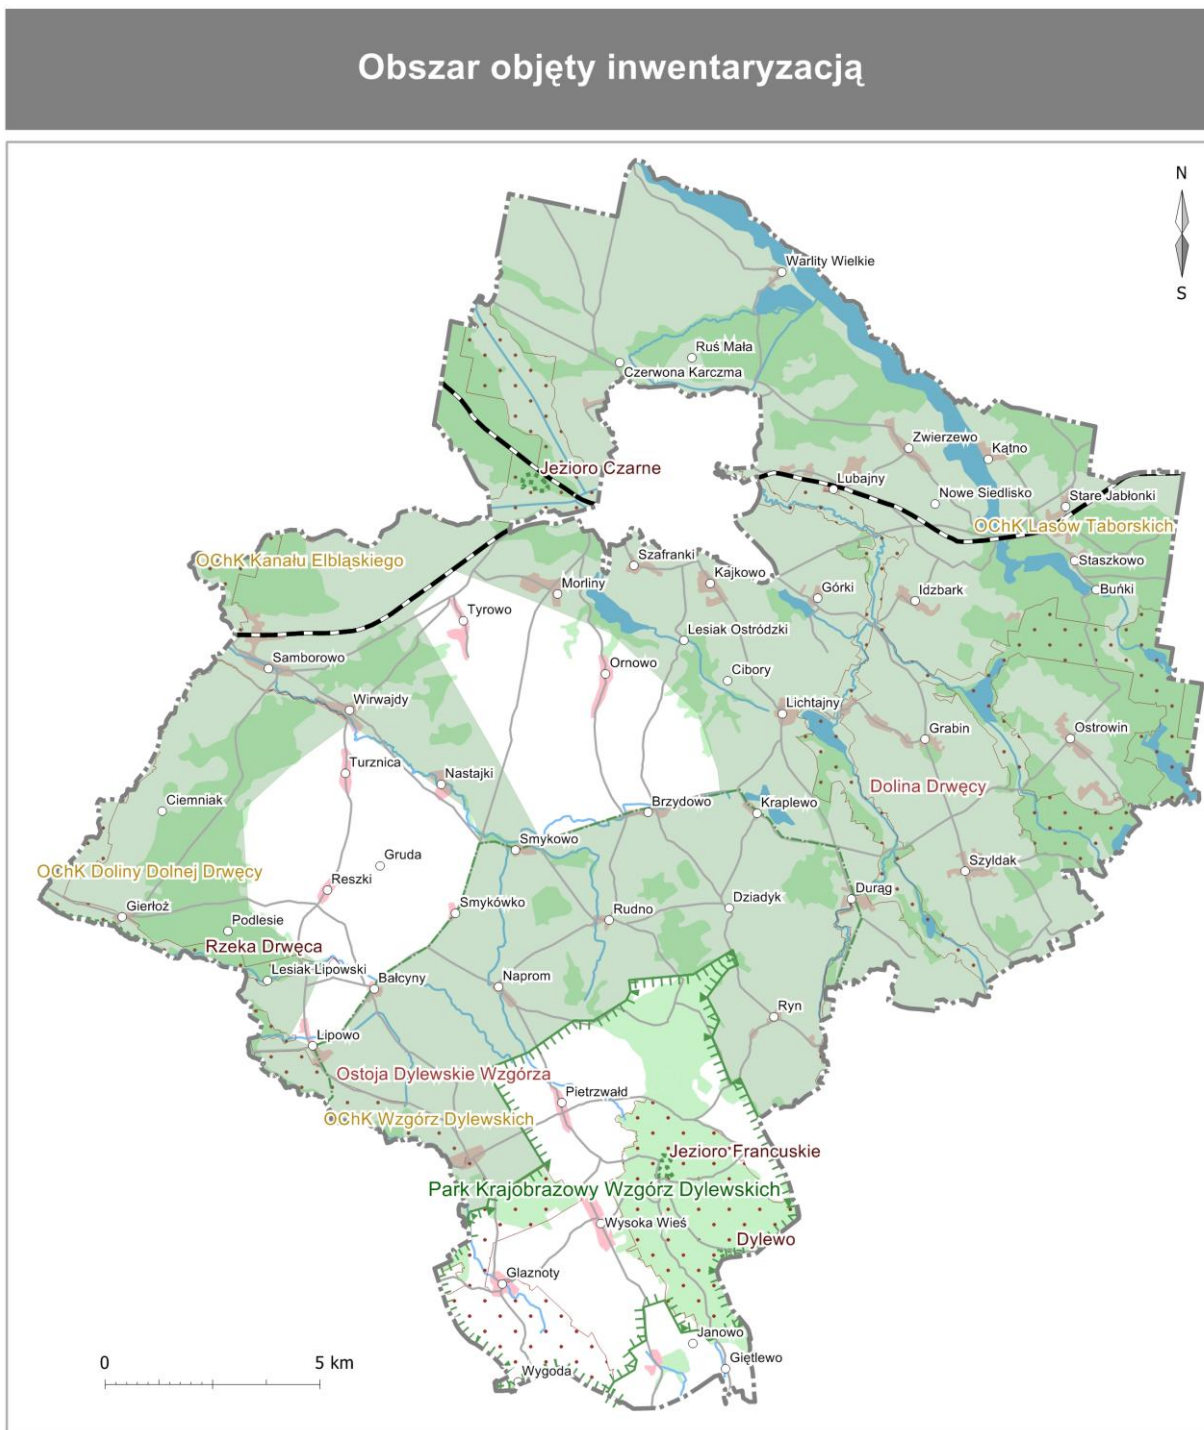 Obszar objęty inwentaryzacją
N
S
Warlity Wielkie
Ruś Mała
Czerwona Karczma
Zwierzewo
Kątno
Jezioro Czarne
Lubajny
Nowe Siedlisko
Stare Jabłonki
OChK Lasów Taborskich
OChK Kanału Elbląskiego
Szafranki
Staszkowo
Morliny
Kajkowo
Górki
Idzbark
Buńki
Tyrowo
Lesiak Ostródzki
Samborowo
Ornowo
Cibory
Wirwajdy
Lichtajny
Grabin
Ostrowin
Turznica
Nastajki
Dolina Drwęcy
Ciemniak
Brzydowo
Kraplewo
Smykowo
Gruda
OChK Doliny Dolnej Drwęcy
Reszki
Szyldak
Durąg
Gierłoż
Podlesie
Smykówko
Rudno
Dziadyk
Rzeka Drwęca
Lesiak Lipowski
Bałcyny
Naprom
Ryn
Lipowo
Ostoja Dylewskie Wzgórza
Pietrzwałd
OChK Wzgórz Dylewskich
Jezioro Francuskie
Park Krajobrazowy Wzgórz Dylewskich
Wysoka Wieś
Dylewo
Glaznoty
Janowo
Giętlewo
Wygoda
0 5 km